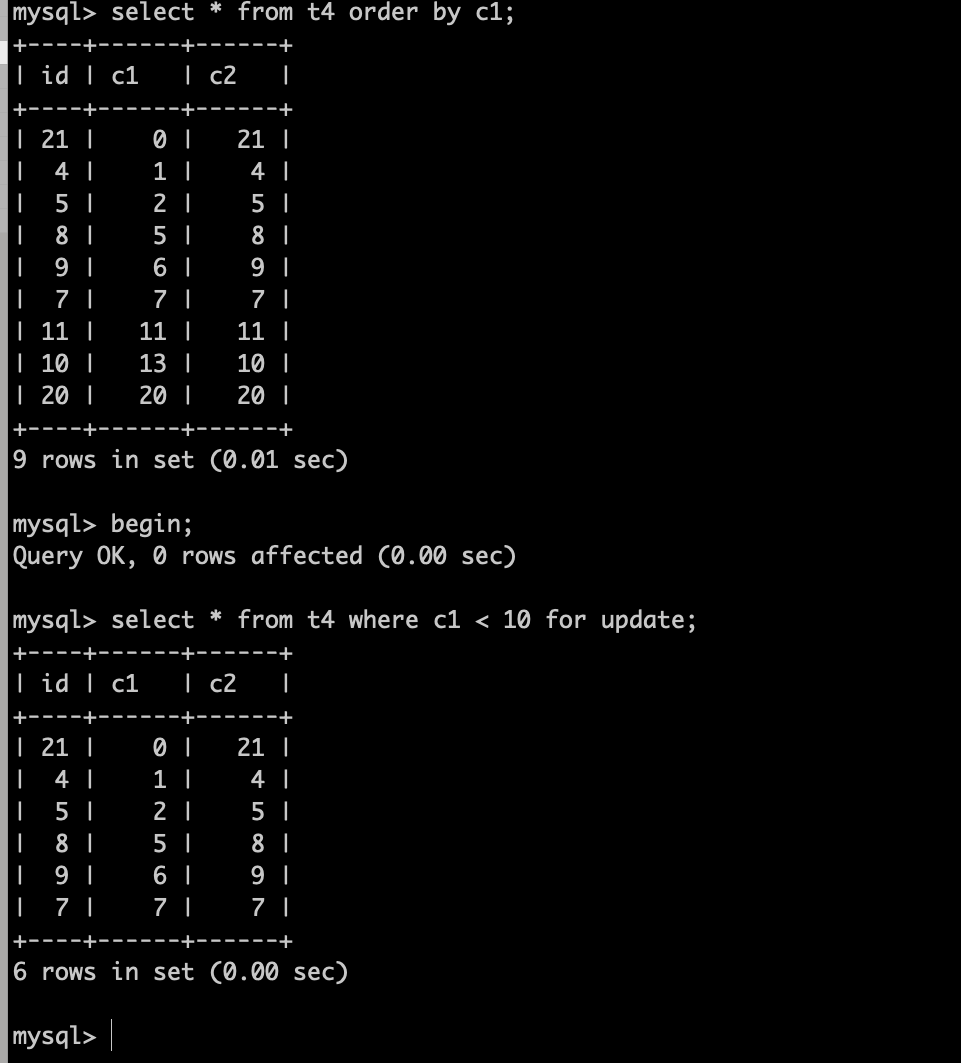 mysql> select * from t4 order by c1;
+----+------+------+
| id | c1   | c2   |
+----+------+------+
| 21 |    0 |   21 |
|  4 |    1 |    4 |
|  5 |    2 |    5 |
|  8 |    5 |    8 |
|  9 |    6 |    9 |
|  7 |    7 |    7 |
| 11 |   11 |   11 |
| 10 |   13 |   10 |
| 20 |   20 |   20 |
+----+------+------+
9 rows in set (0.01 sec)

mysql> begin;
Query OK, 0 rows affected (0.00 sec)

mysql> select * from t4 where c1 < 10 for update;
+----+------+------+
| id | c1   | c2   |
+----+------+------+
| 21 |    0 |   21 |
|  4 |    1 |    4 |
|  5 |    2 |    5 |
|  8 |    5 |    8 |
|  9 |    6 |    9 |
|  7 |    7 |    7 |
+----+------+------+
6 rows in set (0.00 sec)

mysql>